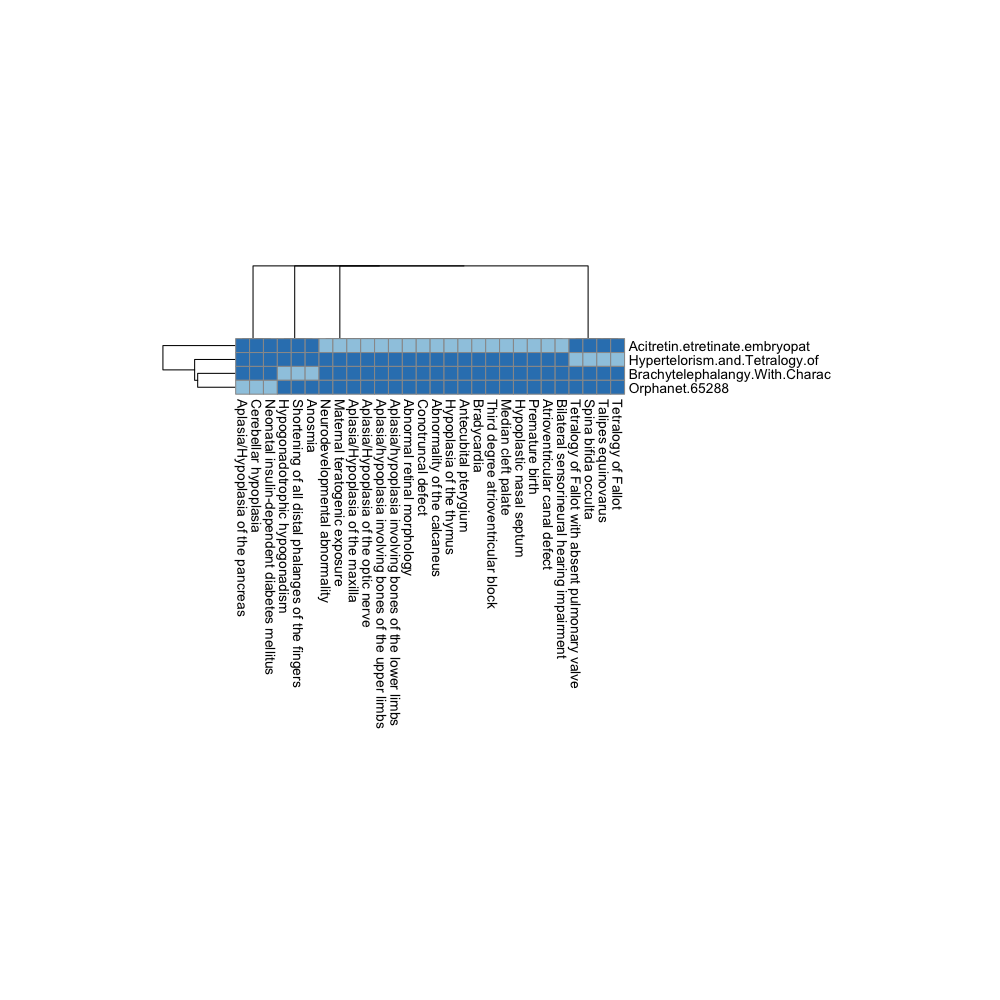 Acitretin.etretinate.embryopat
Hypertelorism.and.Tetralogy.of
Brachytelephalangy.With.Charac
Orphanet.65288
Aplasia/Hypoplasia of the pancreas
Cerebellar hypoplasia
Neonatal insulin-dependent diabetes mellitus
Hypogonadotrophic hypogonadism
Shortening of all distal phalanges of the fingers
Anosmia
Neurodevelopmental abnormality
Maternal teratogenic exposure
Aplasia/Hypoplasia of the maxilla
Aplasia/Hypoplasia of the optic nerve
Aplasia/hypoplasia involving bones of the upper limbs
Aplasia/hypoplasia involving bones of the lower limbs
Abnormal retinal morphology
Conotruncal defect
Abnormality of the calcaneus
Hypoplasia of the thymus
Antecubital pterygium
Bradycardia
Third degree atrioventricular block
Median cleft palate
Hypoplastic nasal septum
Premature birth
Atrioventricular canal defect
Bilateral sensorineural hearing impairment
Tetralogy of Fallot with absent pulmonary valve
Spina bifida occulta
Talipes equinovarus
Tetralogy of Fallot